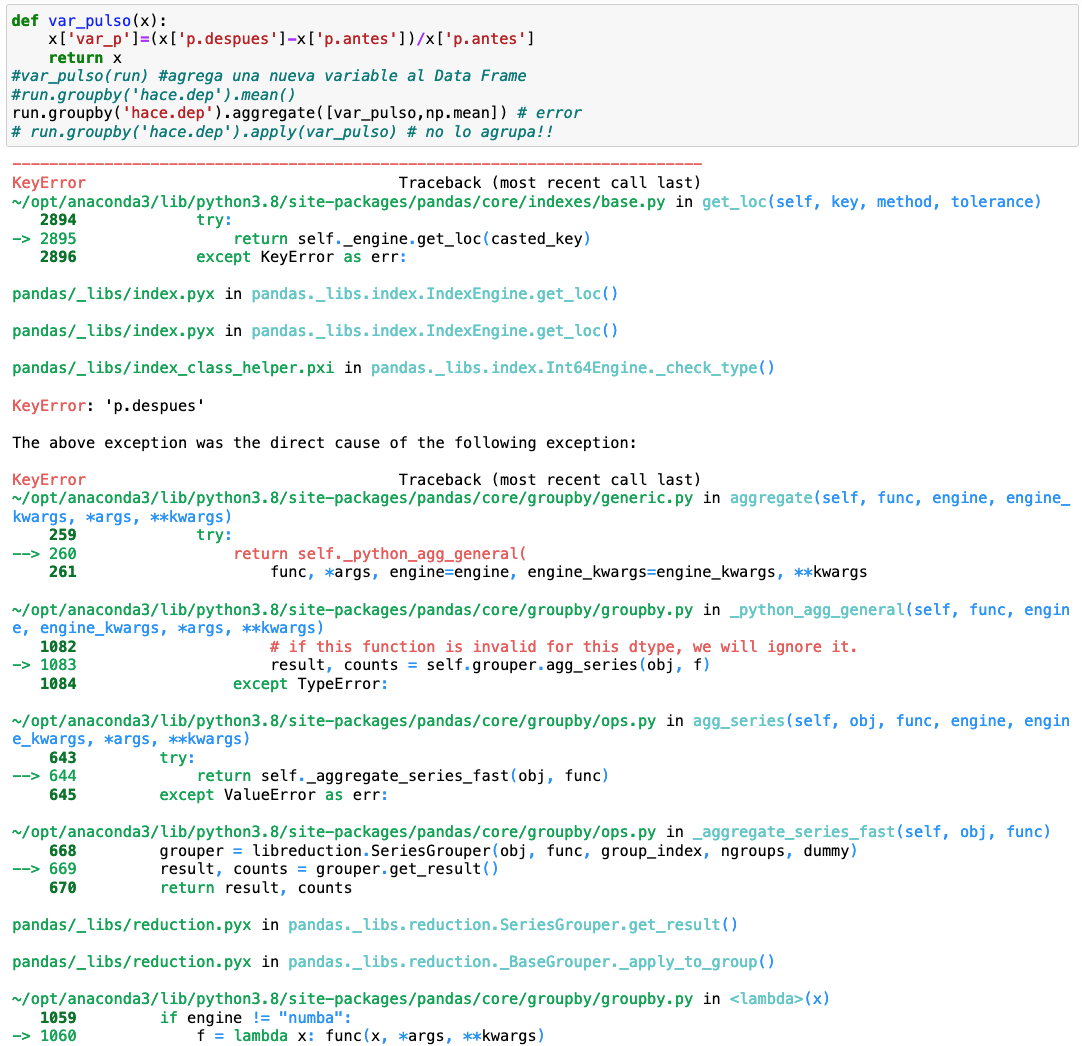 def var_pulso(x):
    x['var_p']=(x['p.despues']-x['p.antes'])/x['p.antes']
    return x
#var_pulso(run) #agrega una nueva variable al Data Frame
#run.groupby('hace.dep').mean()
run.groupby('hace.dep').aggregate([var_pulso,np.mean]) # error
# run.groupby('hace.dep').apply(var_pulso) # no lo agrupa!!
---------------------------------------------------------------------------
KeyError                                  Traceback (most recent call last)
~/opt/anaconda3/lib/python3.8/site-packages/pandas/core/indexes/base.py in get_loc(self, key, method, tolerance)
   2894             try:
-> 2895                 return self._engine.get_loc(casted_key)
   2896             except KeyError as err:
pandas/_libs/index.pyx in pandas._libs.index.IndexEngine.get_loc()
pandas/_libs/index.pyx in pandas._libs.index.IndexEngine.get_loc()
pandas/_libs/index_class_helper.pxi in pandas._libs.index.Int64Engine._check_type()
KeyError: 'p.despues'
The above exception was the direct cause of the following exception:
KeyError                                  Traceback (most recent call last)
~/opt/anaconda3/lib/python3.8/site-packages/pandas/core/groupby/generic.py in aggregate(self, func, engine, engine_
kwargs, *args, **kwargs)
    259             try:
--> 260                 return self._python_agg_general(
    261                     func, *args, engine=engine, engine_kwargs=engine_kwargs, **kwargs
~/opt/anaconda3/lib/python3.8/site-packages/pandas/core/groupby/groupby.py in _python_agg_general(self, func, engin
e, engine_kwargs, *args, **kwargs)
   1082                     # if this function is invalid for this dtype, we will ignore it.
-> 1083                     result, counts = self.grouper.agg_series(obj, f)
   1084                 except TypeError:
~/opt/anaconda3/lib/python3.8/site-packages/pandas/core/groupby/ops.py in agg_series(self, obj, func, engine, engin
e_kwargs, *args, **kwargs)
    643         try:
--> 644             return self._aggregate_series_fast(obj, func)
    645         except ValueError as err:
~/opt/anaconda3/lib/python3.8/site-packages/pandas/core/groupby/ops.py in _aggregate_series_fast(self, obj, func)
    668         grouper = libreduction.SeriesGrouper(obj, func, group_index, ngroups, dummy)
--> 669         result, counts = grouper.get_result()
    670         return result, counts
pandas/_libs/reduction.pyx in pandas._libs.reduction.SeriesGrouper.get_result()
pandas/_libs/reduction.pyx in pandas._libs.reduction._BaseGrouper._apply_to_group()
~/opt/anaconda3/lib/python3.8/site-packages/pandas/core/groupby/groupby.py in <lambda>(x)
   1059         if engine != "numba":
-> 1060             f = lambda x: func(x, *args, **kwargs)